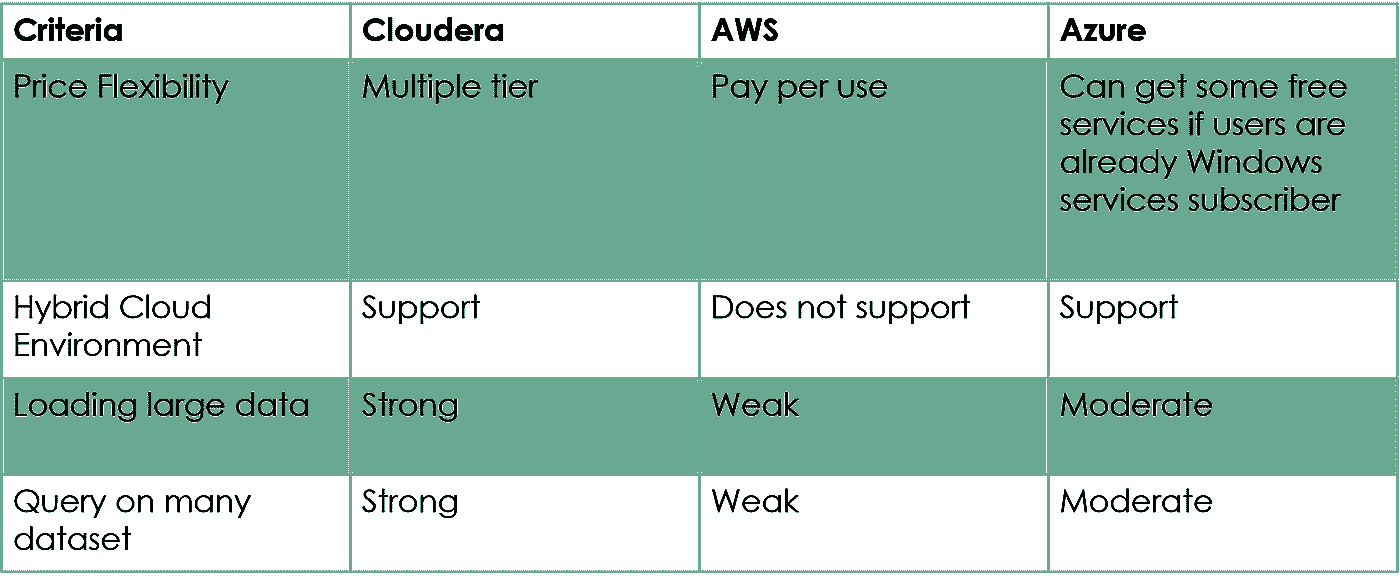 Criteria Cloudera AWS Azure
Price Flexibility Multiple tier Pay per use Can get some free
services if users are
already Windows
services subscriber
Hybrid Cloud Support Does not support Support
Environment
Loading large data Strong Weak Moderate
Query on many Strong Weak Moderate
dataset